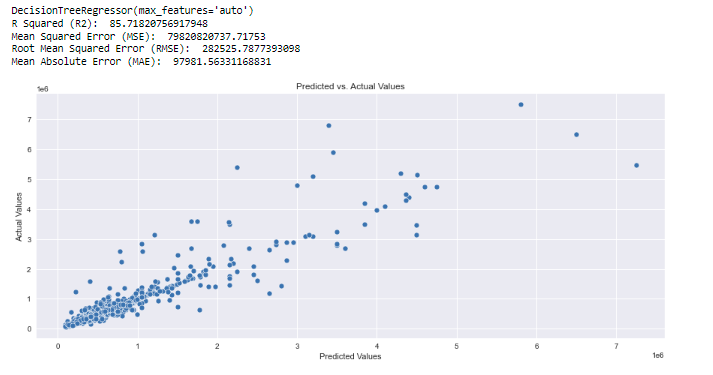 DecisionTreeRegressor(max_features='auto')
R Squared (R2):  85.71820756917948
Mean Squared Error (MSE):  79820820737.71753
Root Mean Squared Error (RMSE):  282525.7877393098
Mean Absolute Error (MAE):  97981.56331168831
Predicted vs. Actual Values
1e6
7
6
5
4
3
2
1
0
Actual Values
0 1 2 3 4 5 6 7
Predicted Values
1e6